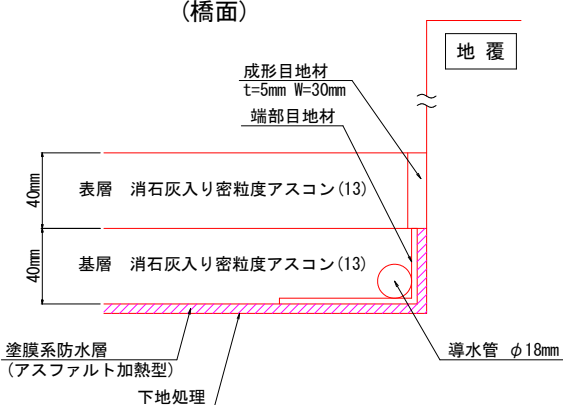 (橋面)
地覆
成形目地材
t=5mm W=30mm
端部目地材
40mm
表層 消石灰入り密粒度アスコン(13)
40mm
基層 消石灰入り密粒度アスコン(13)
塗膜系防水層
(アスファルト加熱型)
導水管 φ18mm
下地処理